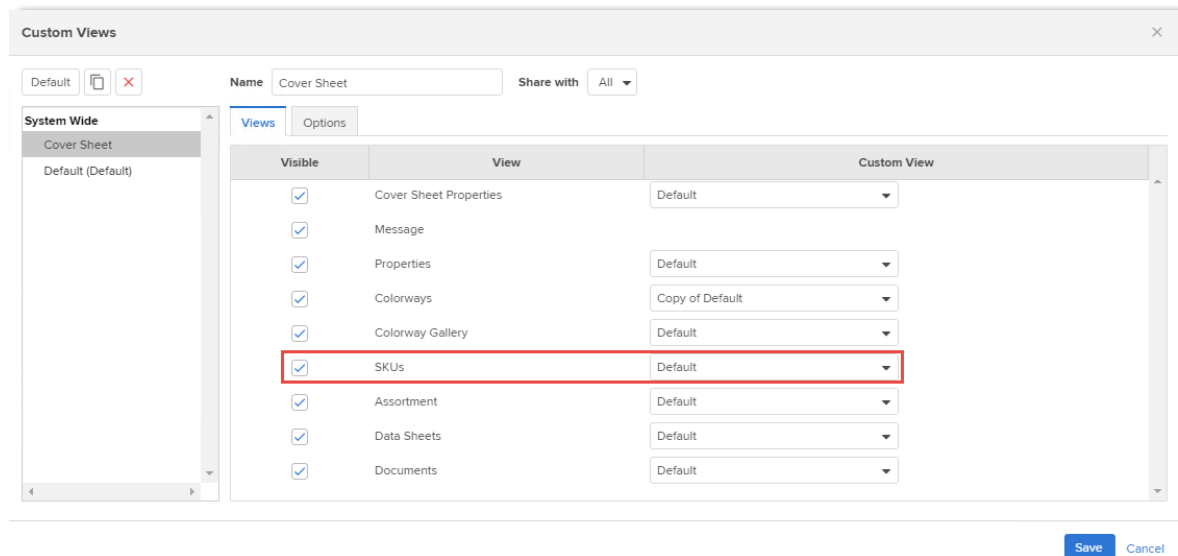 Custom Views
Default
Name Cover Sheet Share with All
System Wide
Cover Sheet
Default (Default)
Views Options
Visible View Custom View
Cover Sheet Properties Default
Message
Properties Default
Colorways Copy of Default
Colorway Gallery Default
SKUs Default
Assortment Default
Data Sheets Default
Documents Default
Save Cancel